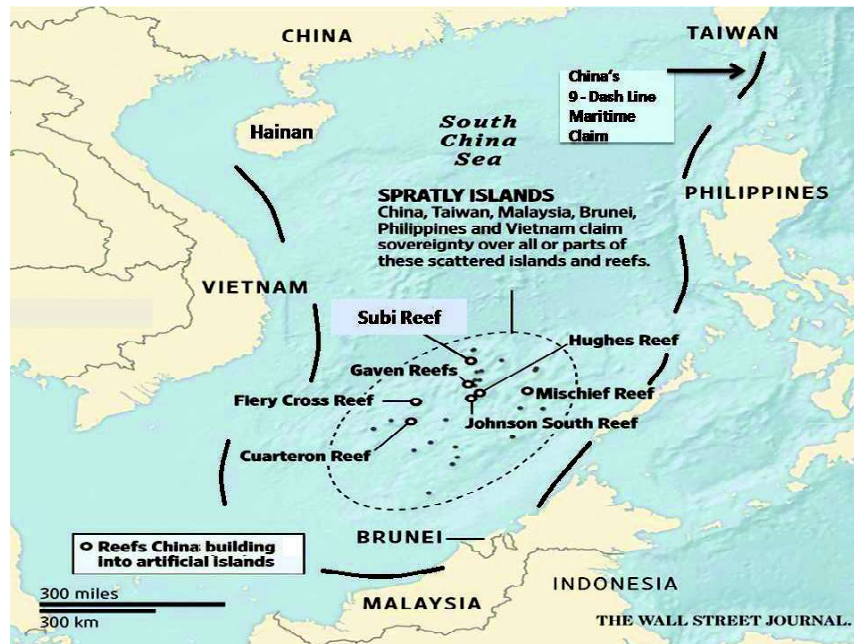 CHINA
TAIWAN
China's
9 - Dash Line
Maritime
Claim
Hainan
South
China
Sea
SPRATLY ISLANDS
China, Taiwan, Malaysia, Brunei,
Philippines and Vietnam claim
sovereignty over all or parts of
these scattered islands and reefs.
PHILIPPINES
VIETNAM
Subi Reef
Hughes Reef
Gaven Reefs
Mischief Reef
Fiery Cross Reef
Johnson South Reef
Cuarteron Reef
BRUNEI
Reefs China building
into artificial islands
INDONESIA
300 miles
300 km
MALAYSIA
THE WALL STREET JOURNAL.